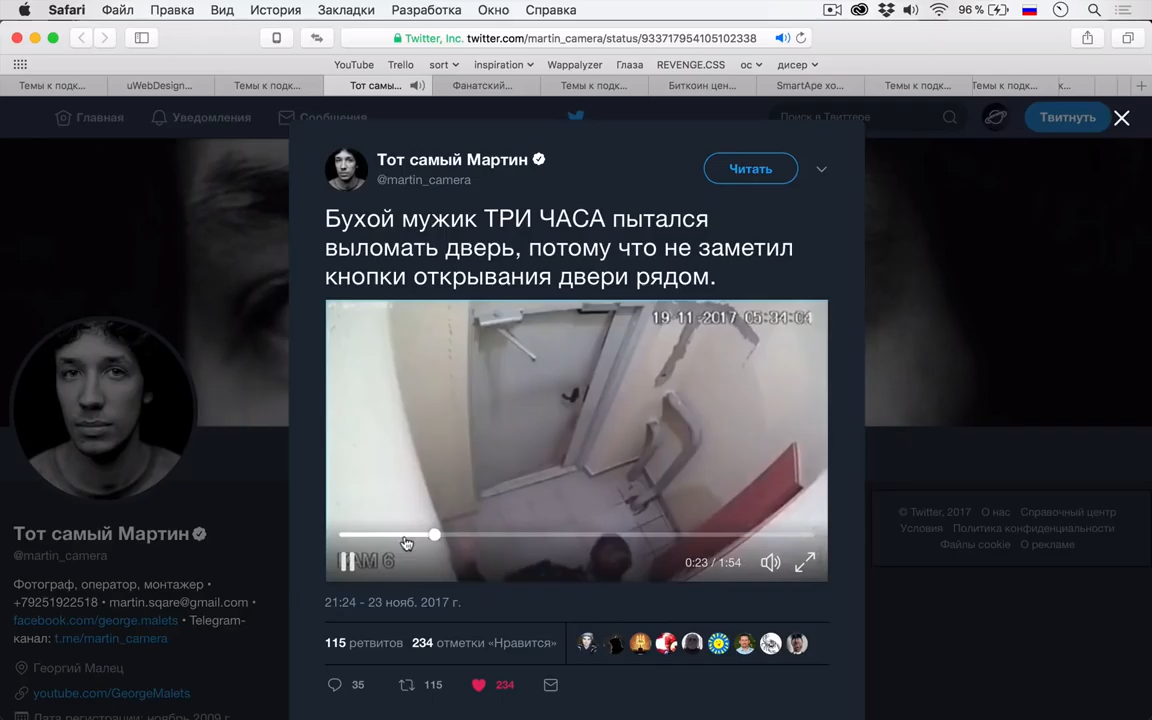 Safari Файл Правка Вид История Закладки Разработка Окно Справка 96 %
Twitter, Inc. twitter.com/martin_camera/status/933717954105102338
YouTube Trello sort inspiration Wappalyzer Глаза REVENGE.CSS ос дисер
Темы к подк... uWebDesign... Темы к подк... Тот самы... Фанатский... Темы к подк... Биткоин цен... SmartApe хо... Темы к подк... Темы к подк... к...
Главная Уведомления Сообщения Поиск в Твиттере Твитнуть
Тот самый Мартин
@martin_camera
Читать
Бухой мужик ТРИ ЧАСА пытался
выломать дверь, потому что не заметил
кнопки открывания двери рядом.
19-11-2017 05:34:04
CAM 6
0:23 / 1:54
21:24 - 23 нояб. 2017 г.
115 ретвитов 234 отметки «Нравится»
35 115 234
Тот самый Мартин
@martin_camera
Фотограф, оператор, монтажер •
+79251922518 • martin.sqare@gmail.com •
facebook.com/george.malets • Telegram-
канал: t.me/martin_camera
Георгий Малец
youtube.com/GeorgeMalets
Дата регистрации: ноябрь 2009 г.
© Twitter, 2017 О нас Справочный центр
Условия Политика конфиденциальности
Файлы cookie О рекламе